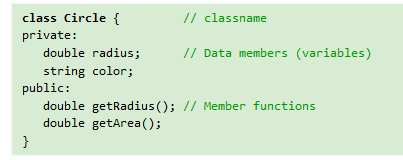 class Circle {         // classname
private:
   double radius;      // Data members (variables)
   string color;
public:
   double getRadius(); // Member functions
   double getArea();
}